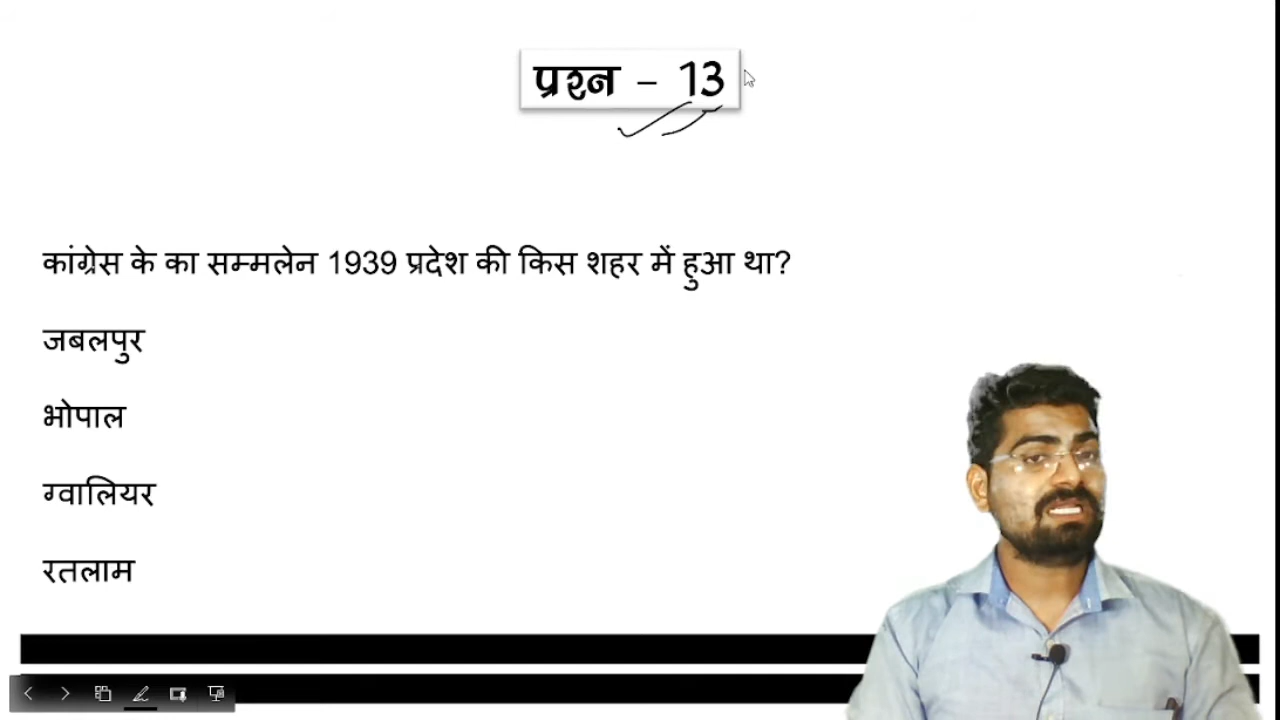 प्रश्न – 13
कांग्रेस के का सम्मलेन 1939 प्रदेश की किस शहर में हुआ था?
जबलपुर
भोपाल
ग्वालियर
रतलाम